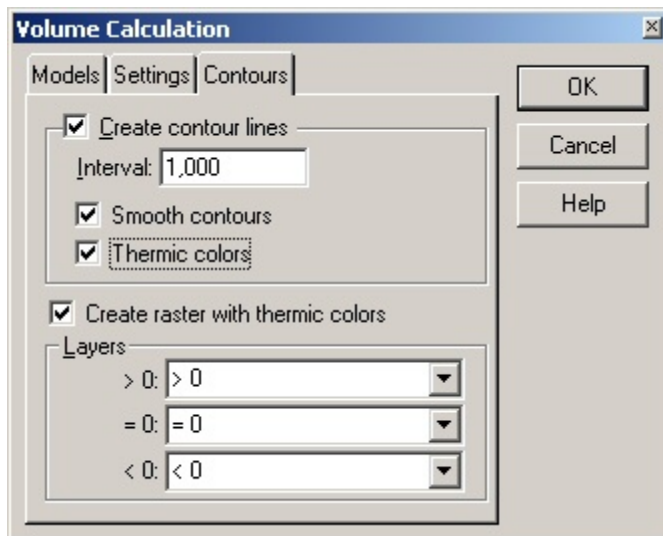 Volume Calculation
Models Settings Contours
Create contour lines
Interval: 1,000
Smooth contours
Thermic colors
Create raster with thermic colors
Layers
> 0: > 0
= 0: = 0
< 0: < 0
OK
Cancel
Help